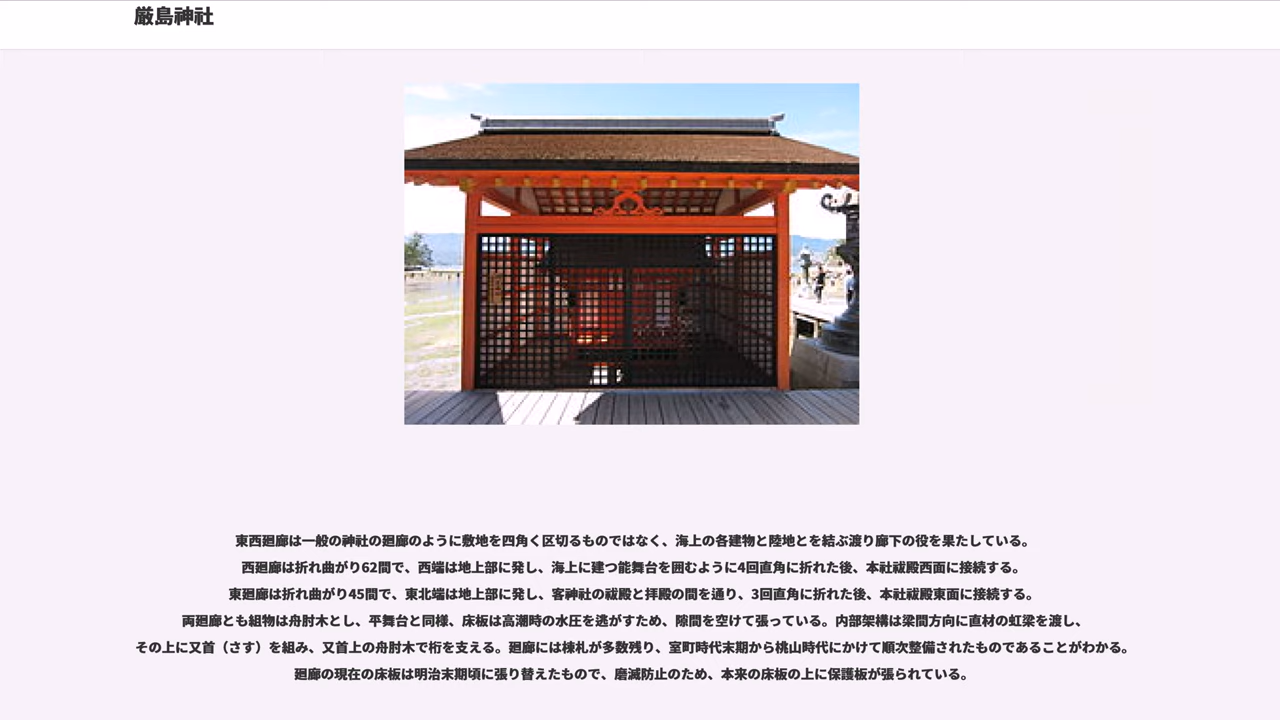 厳島神社
東西廻廊は一般の神社の廻廊のように敷地を四角く区切るものではなく、海上の各建物と陸地とを結ぶ渡り廊下の役を果たしている。
西廻廊は折れ曲がり62間で、西端は地上部に発し、海上に建つ能舞台を囲むように4回直角に折れた後、本社祓殿西面に接続する。
東廻廊は折れ曲がり45間で、東北端は地上部に発し、客神社の祓殿と拝殿の間を通り、3回直角に折れた後、本社祓殿東面に接続する。
両廻廊とも組物は舟肘木とし、平舞台と同様、床板は高潮時の水圧を逃がすため、隙間を空けて張っている。内部架構は梁間方向に直材の虹梁を渡し、
その上に又首（さす）を組み、又首上の舟肘木で桁を支える。廻廊には棟札が多数残り、室町時代末期から桃山時代にかけて順次整備されたものであることがわかる。
廻廊の現在の床板は明治末期頃に張り替えたもので、磨滅防止のため、本来の床板の上に保護板が張られている。